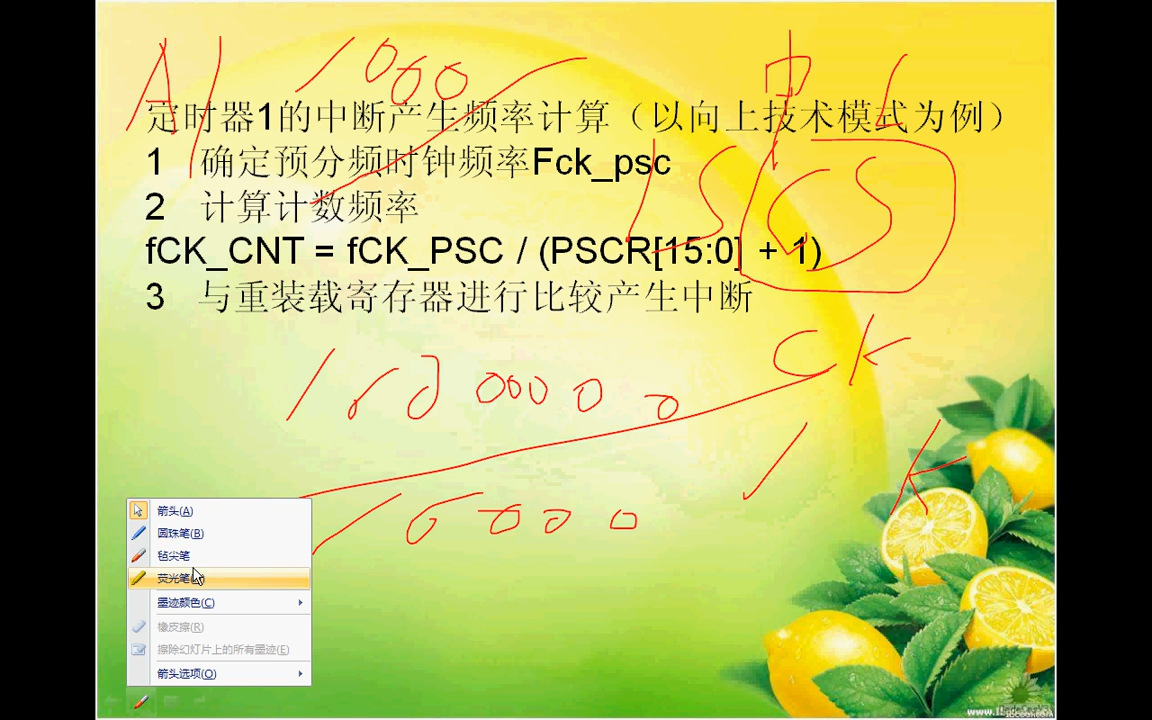 定时器1的中断产生频率计算（以向上技术模式为例）
1 确定预分频时钟频率Fck_psc
2 计算计数频率
fCK_CNT = fCK_PSC / (PSCR[15:0] + 1)
3 与重装载寄存器进行比较产生中断
1000
中
CK
1K
箭头(A)
圆珠笔(B)
毡尖笔
荧光笔
墨迹颜色(C)
橡皮擦(R)
擦除幻灯片上的所有墨迹(E)
箭头选项(O)